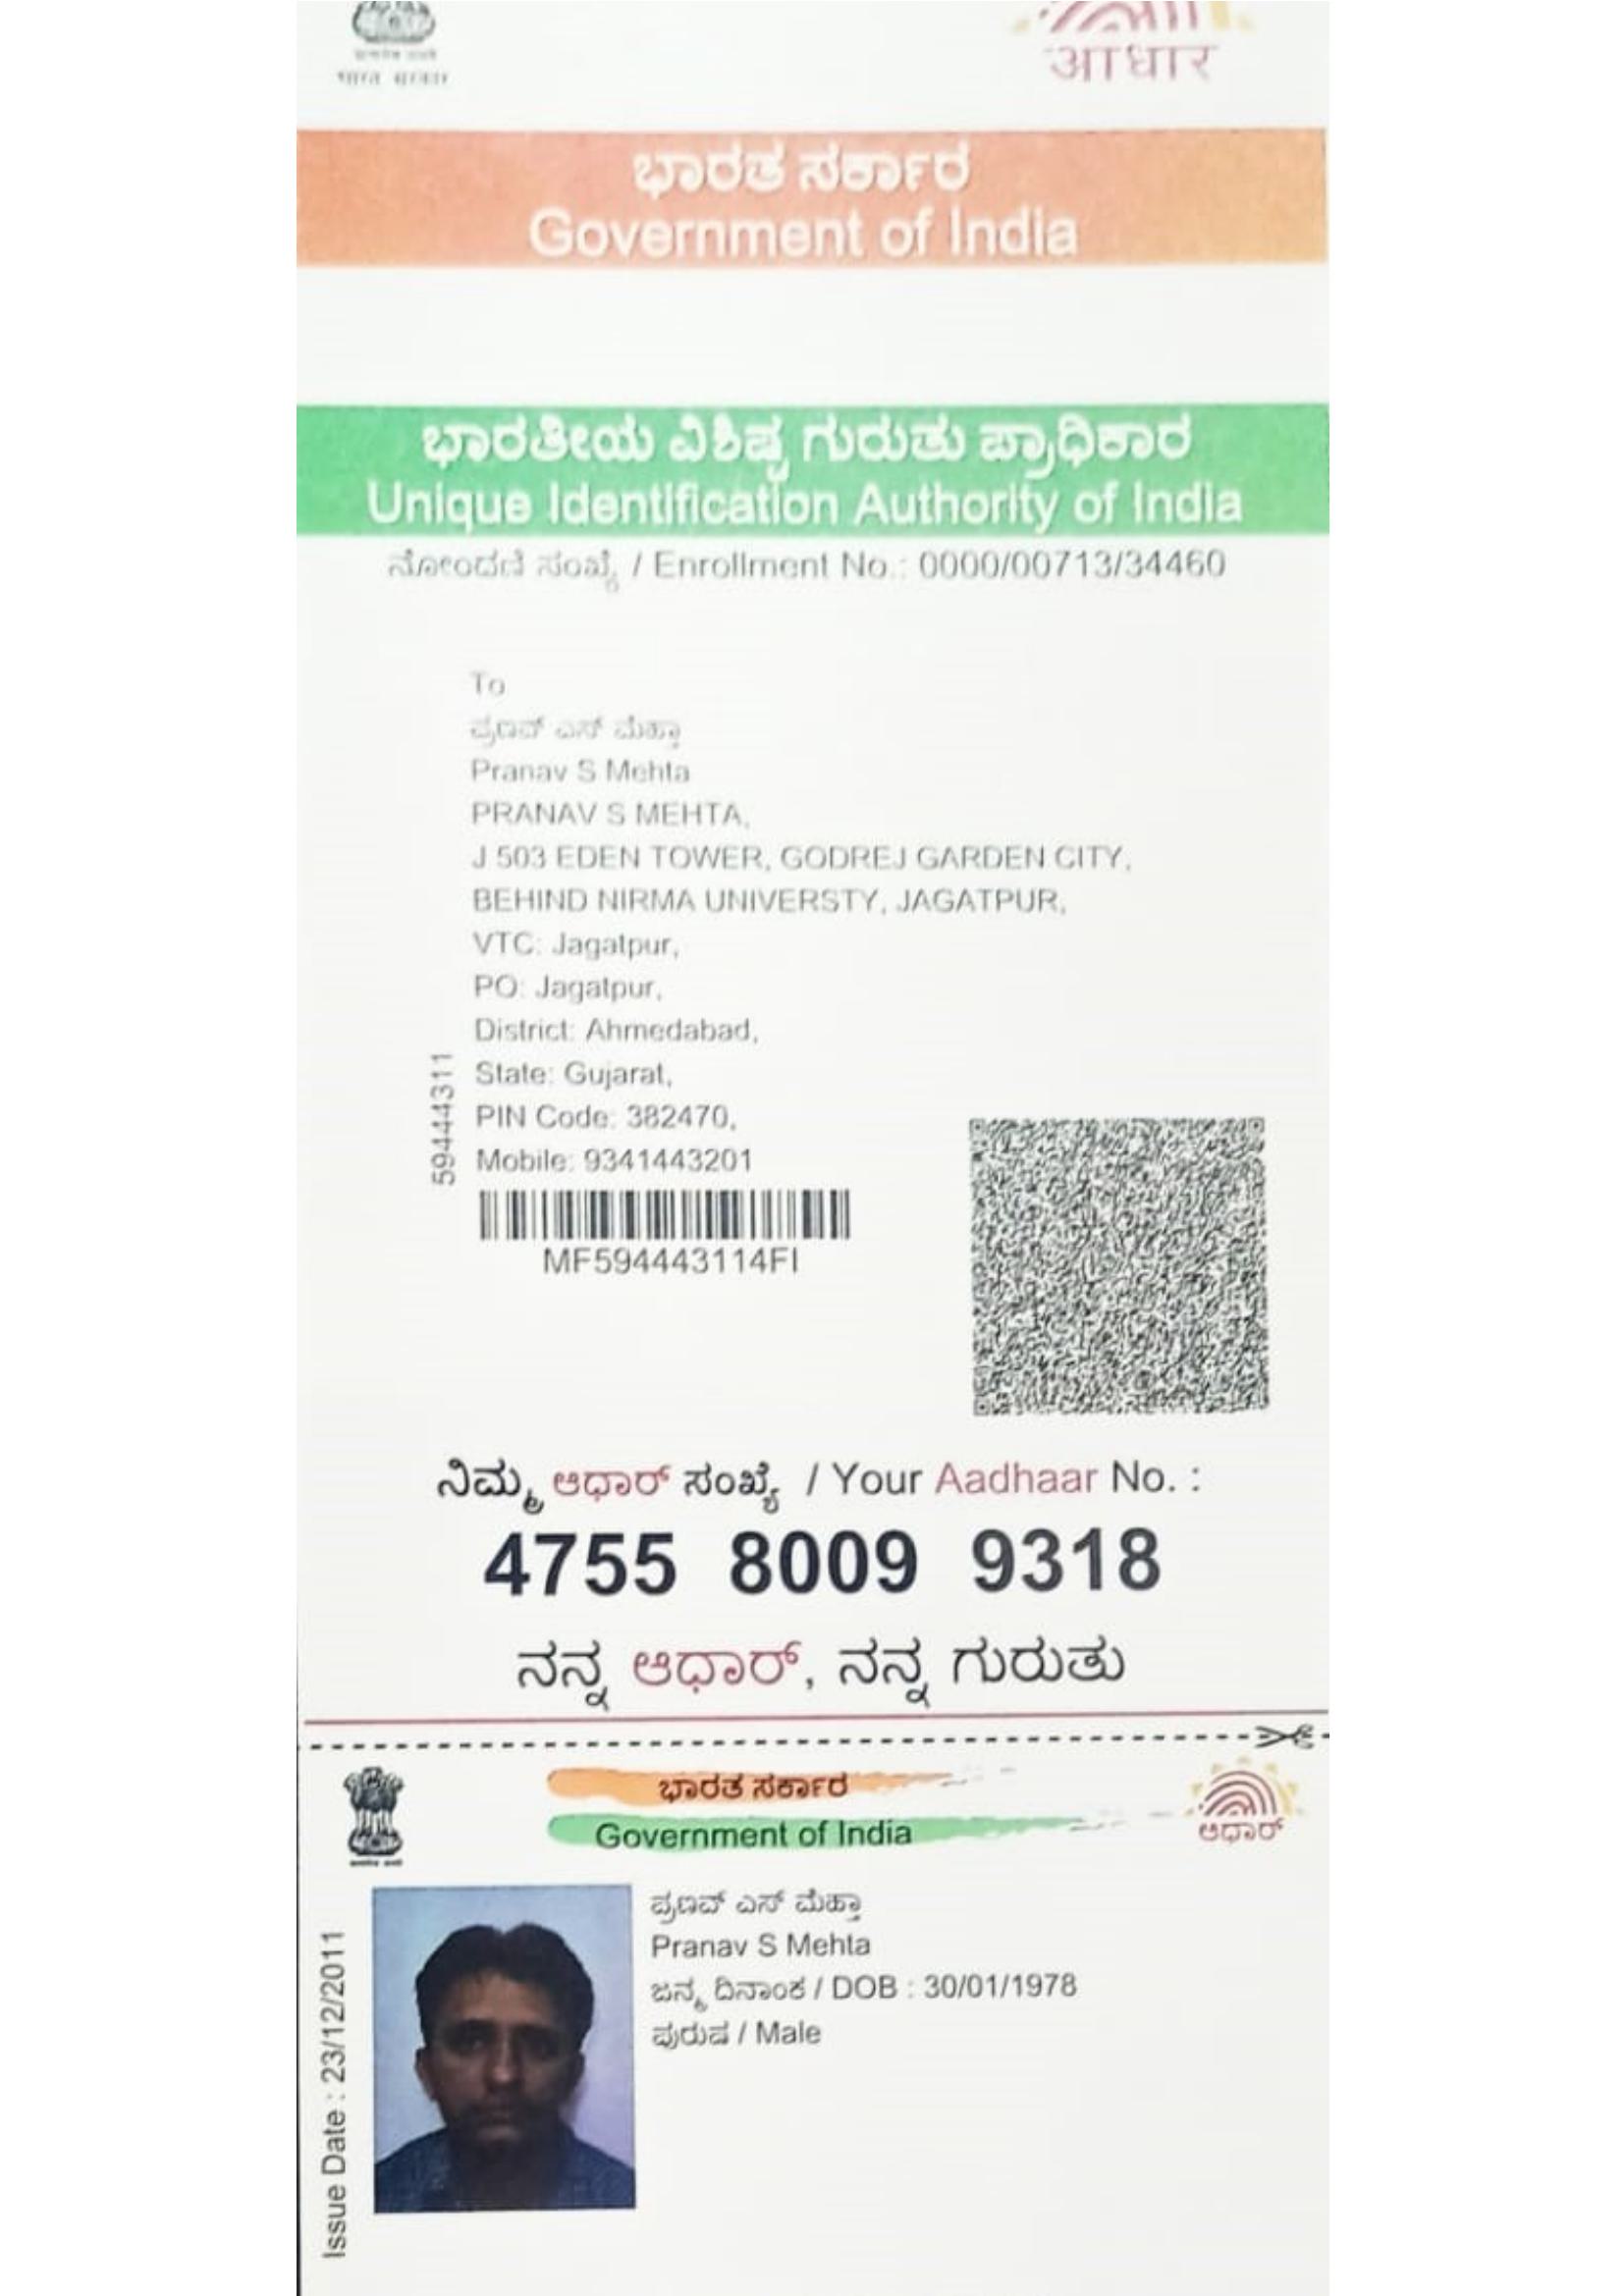 भारत सरकार
आधार
ಭಾರತ ಸರ್ಕಾರ
Government of India
ಭಾರತೀಯ ವಿಶಿಷ್ಟ ಗುರುತು ಪ್ರಾಧಿಕಾರ
Unique Identification Authority of India
ನೋಂದಣಿ ಸಂಖ್ಯೆ / Enrollment No.: 0000/00713/34460
To
ಪ್ರಣವ್ ಎಸ್ ಮೆಹ್ತಾ
Pranav S Mehta
PRANAV S MEHTA,
J 503 EDEN TOWER, GODREJ GARDEN CITY,
BEHIND NIRMA UNIVERSTY, JAGATPUR,
VTC: Jagatpur,
PO: Jagatpur,
District: Ahmedabad,
State: Gujarat,
PIN Code: 382470,
Mobile: 9341443201
59444311
MF594443114FI
ನಿಮ್ಮ ಆಧಾರ್ ಸಂಖ್ಯೆ / Your Aadhaar No. :
4755 8009 9318
ನನ್ನ ಆಧಾರ್, ನನ್ನ ಗುರುತು
ಭಾರತ ಸರ್ಕಾರ
Government of India
ಆಧಾರ್
ಪ್ರಣವ್ ಎಸ್ ಮೆಹ್ತಾ
Pranav S Mehta
ಜನ್ಮ ದಿನಾಂಕ / DOB : 30/01/1978
ಪುರುಷ / Male
Issue Date : 23/12/2011